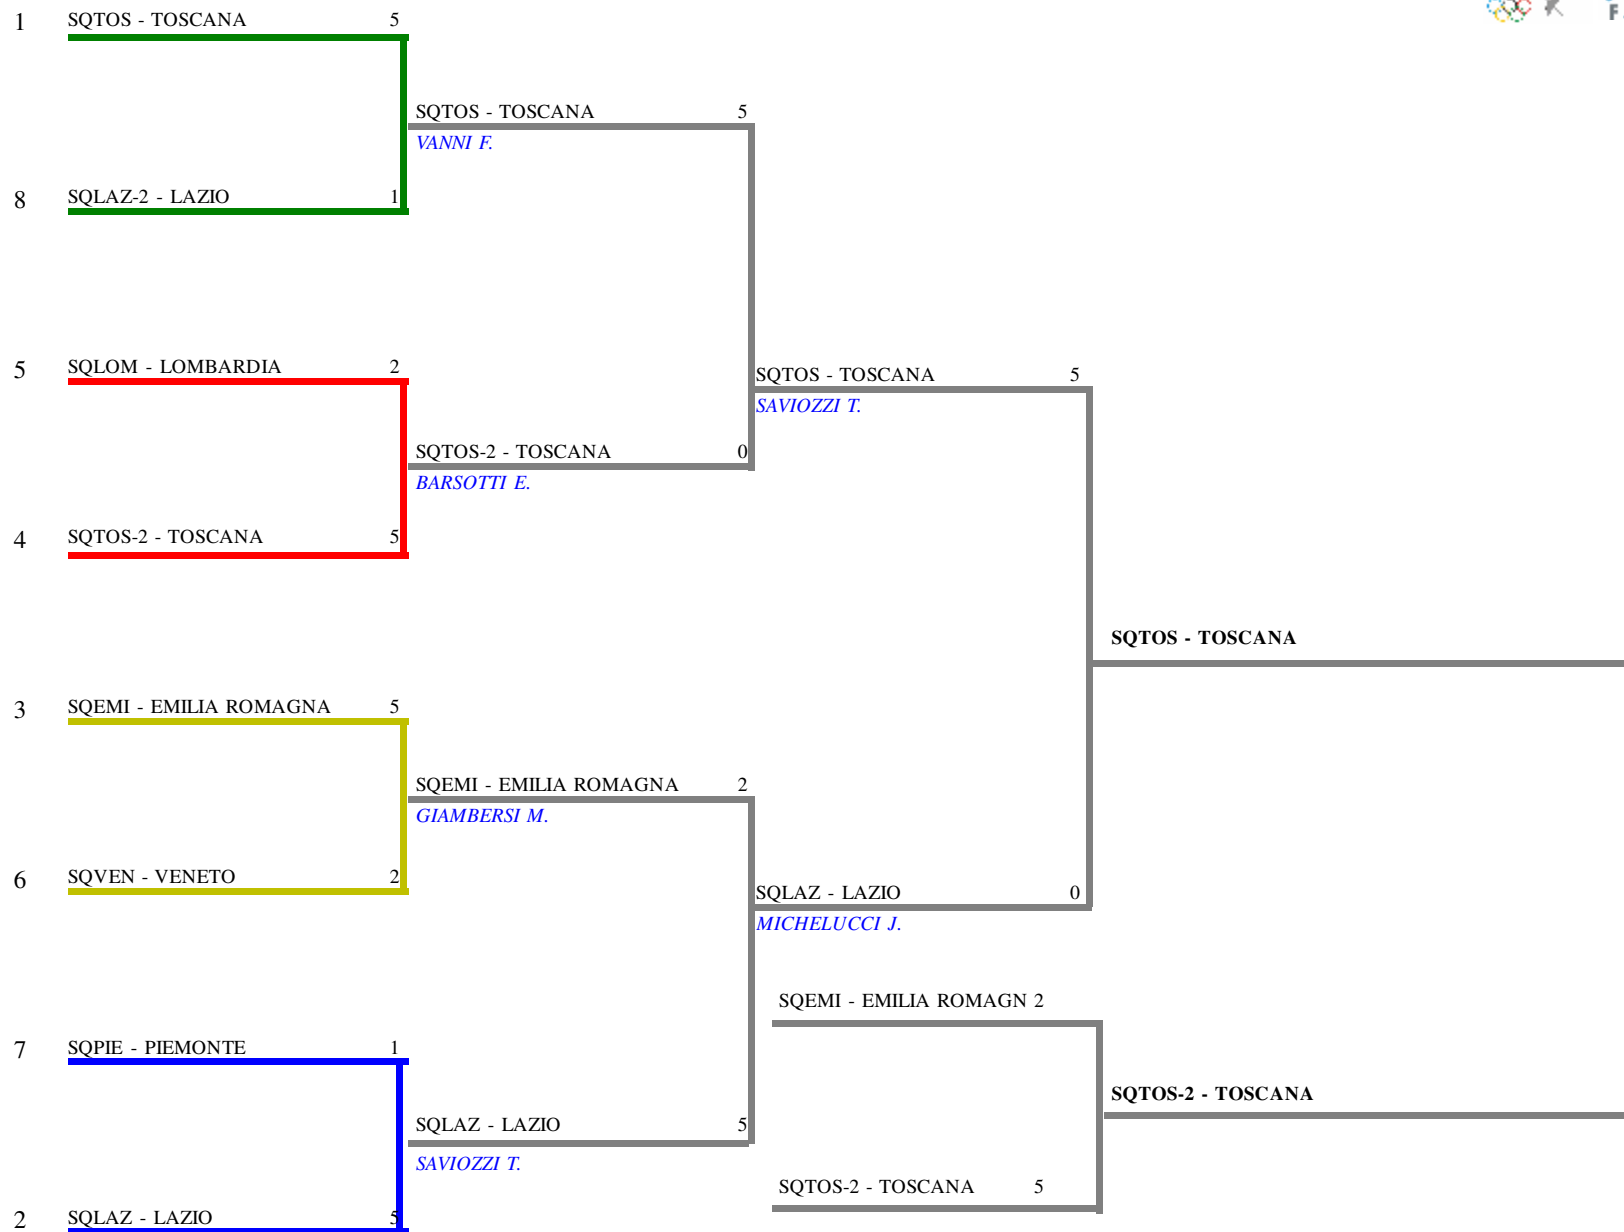 1 SQTOS - TOSCANA 5
SQTOS - TOSCANA 5
VANNI F.
8 SQLAZ-2 - LAZIO 1
5 SQLOM - LOMBARDIA 2
SQTOS - TOSCANA 5
SAVIOZZI T.
SQTOS-2 - TOSCANA 0
BARSOTTI E.
4 SQTOS-2 - TOSCANA 5
SQTOS - TOSCANA
3 SQEMI - EMILIA ROMAGNA 5
SQEMI - EMILIA ROMAGNA 2
GIAMBERSI M.
6 SQVEN - VENETO 2
SQLAZ - LAZIO 0
MICHELUCCI J.
SQEMI - EMILIA ROMAGN 2
7 SQPIE - PIEMONTE 1
SQTOS-2 - TOSCANA
SQLAZ - LAZIO 5
SAVIOZZI T.
SQTOS-2 - TOSCANA 5
2 SQLAZ - LAZIO 5